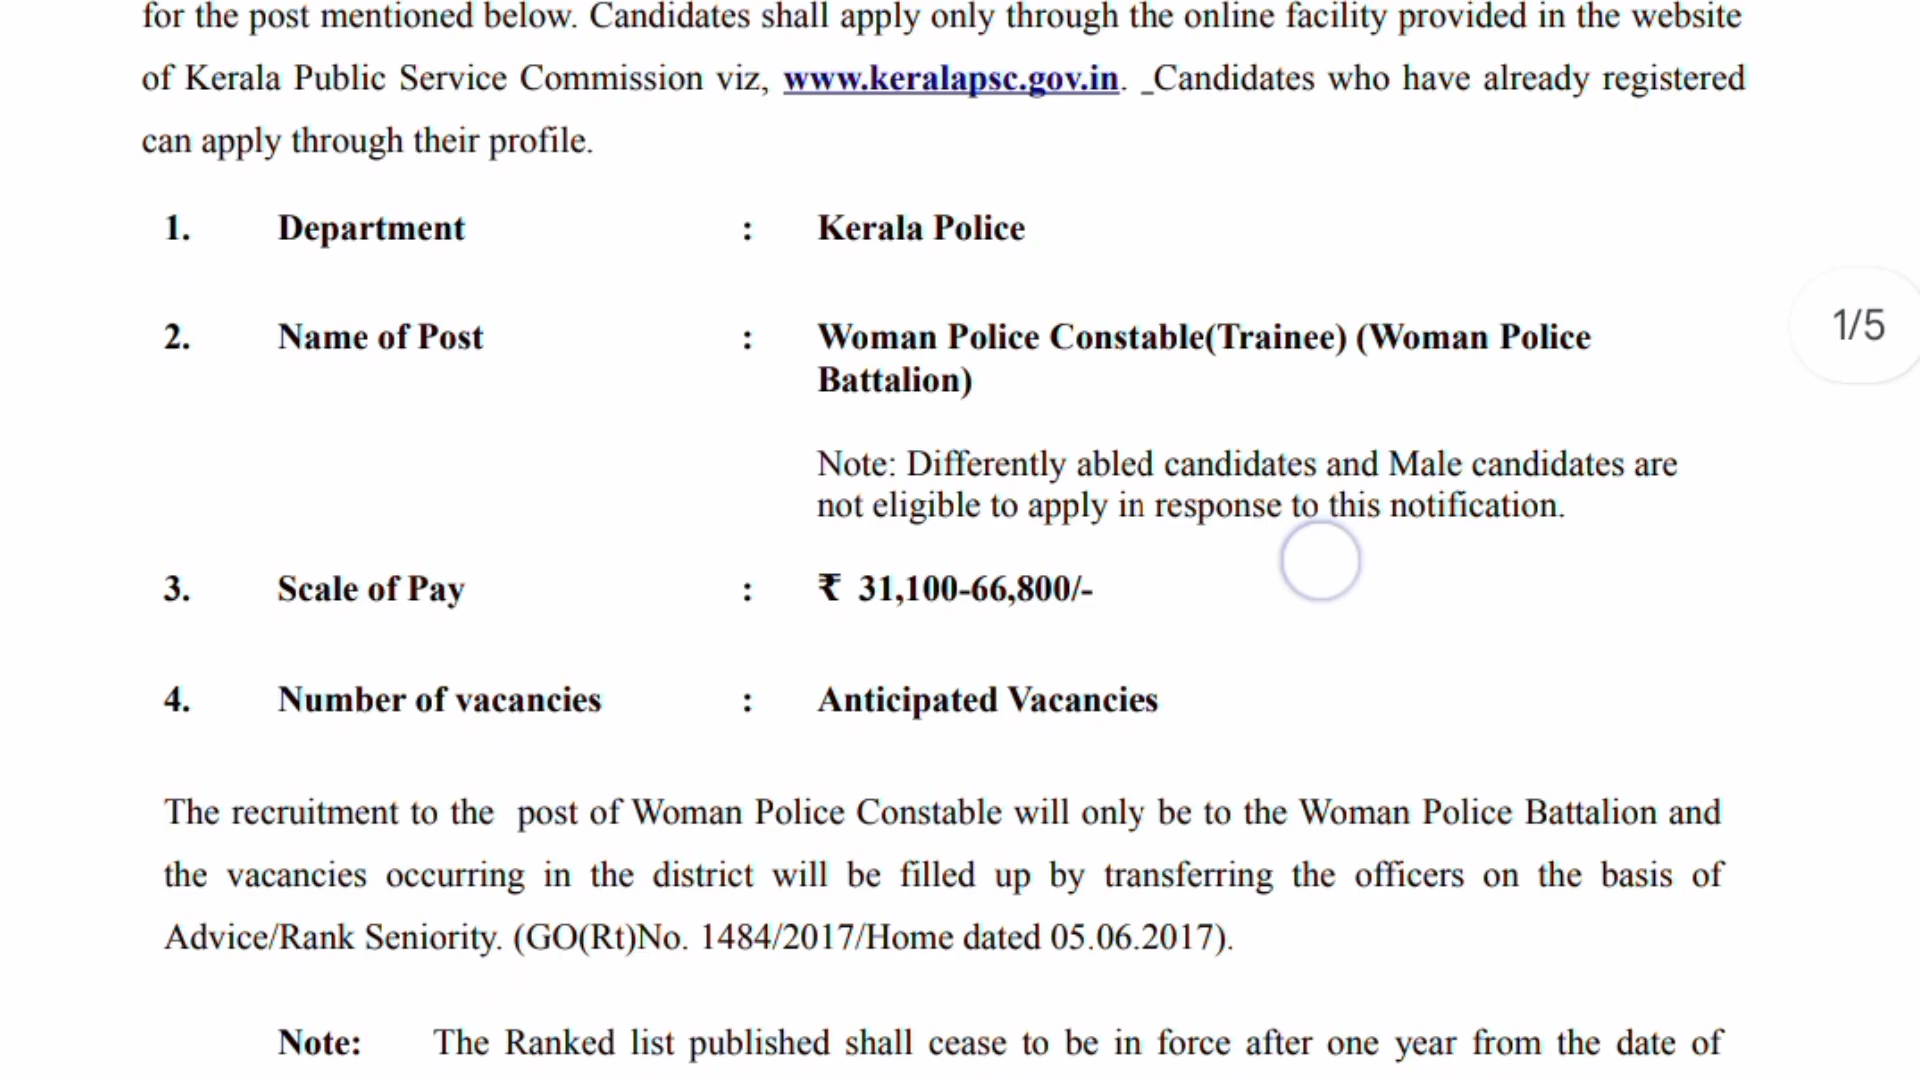 for the post mentioned below. Candidates shall apply only through the online facility provided in the website
of Kerala Public Service Commission viz, www.keralapsc.gov.in. _Candidates who have already registered
can apply through their profile.
1. Department : Kerala Police
1/5
2. Name of Post : Woman Police Constable(Trainee) (Woman Police
Battalion)
Note: Differently abled candidates and Male candidates are
not eligible to apply in response to this notification.
3. Scale of Pay : ₹ 31,100-66,800/-
4. Number of vacancies : Anticipated Vacancies
The recruitment to the post of Woman Police Constable will only be to the Woman Police Battalion and
the vacancies occurring in the district will be filled up by transferring the officers on the basis of
Advice/Rank Seniority. (GO(Rt)No. 1484/2017/Home dated 05.06.2017).
Note: The Ranked list published shall cease to be in force after one year from the date of